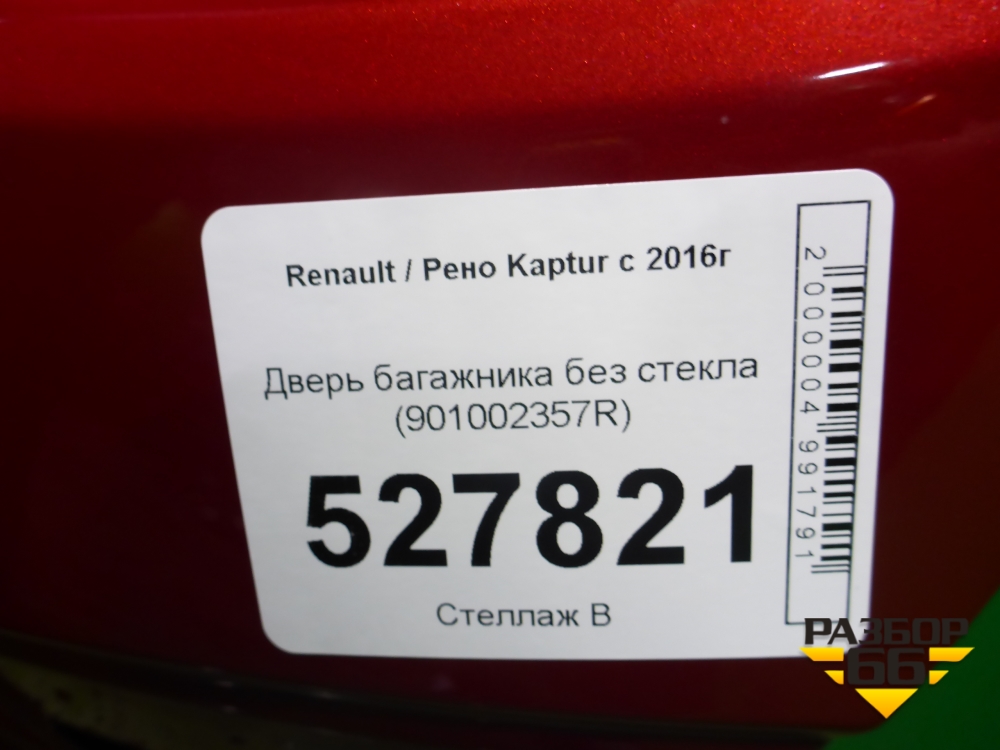 Renault / Рено Kaptur с 2016г
Дверь багажника без стекла
(901002357R)
527821
Стеллаж В
2000004991791
РАЗБОР
66